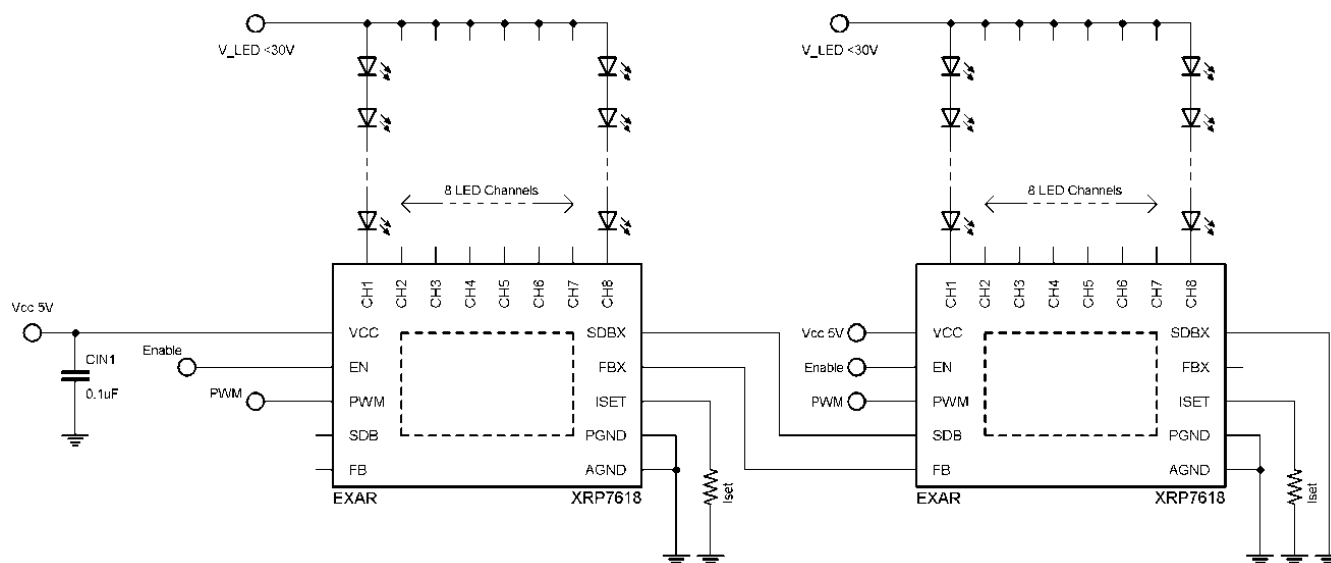 V_LED <30V
V_LED <30V
8 LED Channels
8 LED Channels
CH1 CH2 CH3 CH4 CH5 CH6 CH7 CH8
CH1 CH2 CH3 CH4 CH5 CH6 CH7 CH8
Vcc 5V
CIN1
0.1uF
Enable
PWM
VCC
EN
PWM
SDB
FB
SDBX
FBX
ISET
PGND
AGND
EXAR
XRP7618
Iset
Vcc 5V
Enable
PWM
VCC
EN
PWM
SDB
FB
SDBX
FBX
ISET
PGND
AGND
EXAR
XRP7618
Iset